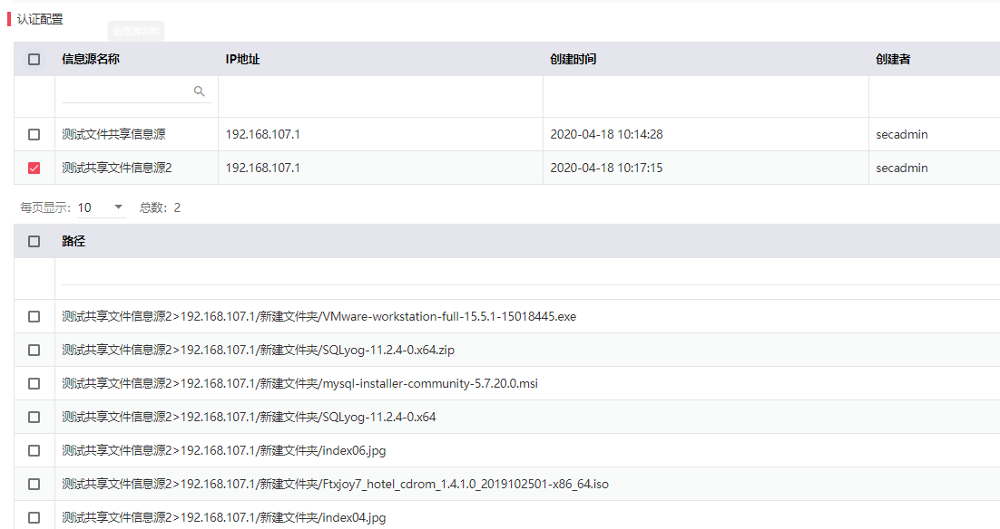 认证配置
信息源名称
信息源名称 IP地址 创建时间 创建者
测试文件共享信息源 192.168.107.1 2020-04-18 10:14:28 secadmin
测试共享文件信息源2 192.168.107.1 2020-04-18 10:17:15 secadmin
每页显示: 10 总数: 2
路径
测试共享文件信息源2>192.168.107.1/新建文件夹/VMware-workstation-full-15.5.1-15018445.exe
测试共享文件信息源2>192.168.107.1/新建文件夹/SQLyog-11.2.4-0.x64.zip
测试共享文件信息源2>192.168.107.1/新建文件夹/mysql-installer-community-5.7.20.0.msi
测试共享文件信息源2>192.168.107.1/新建文件夹/SQLyog-11.2.4-0.x64
测试共享文件信息源2>192.168.107.1/新建文件夹/index06.jpg
测试共享文件信息源2>192.168.107.1/新建文件夹/Ftxjoy7_hotel_cdrom_1.4.1.0_2019102501-x86_64.iso
测试共享文件信息源2>192.168.107.1/新建文件夹/index04.jpg